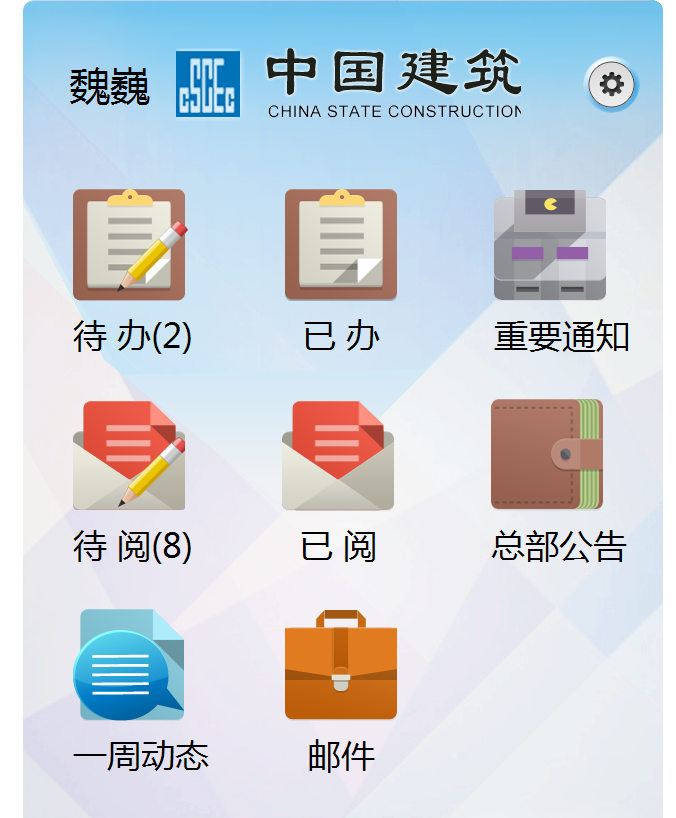 魏巍
CSCEC
中国建筑
CHINA STATE CONSTRUCTION
待 办(2)
已 办
重要通知
待 阅(8)
已 阅
总部公告
一周动态
邮件